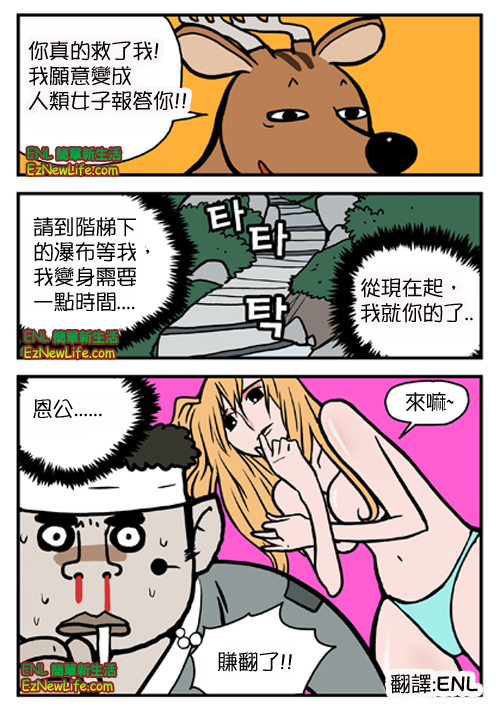 你真的救了我!
我願意變成
人類女子報答你!!
ENL 簡單新生活
EzNewLife.com
請到階梯下
的瀑布等我，
我變身需要
一點時間....
타
타
탁
從現在起，
我就你的了..
ENL 簡單新生活
EzNewLife.com
恩公......
來嘛~
賺翻了!!
ENL 簡單新生活
EzNewLife.com
翻譯:ENL